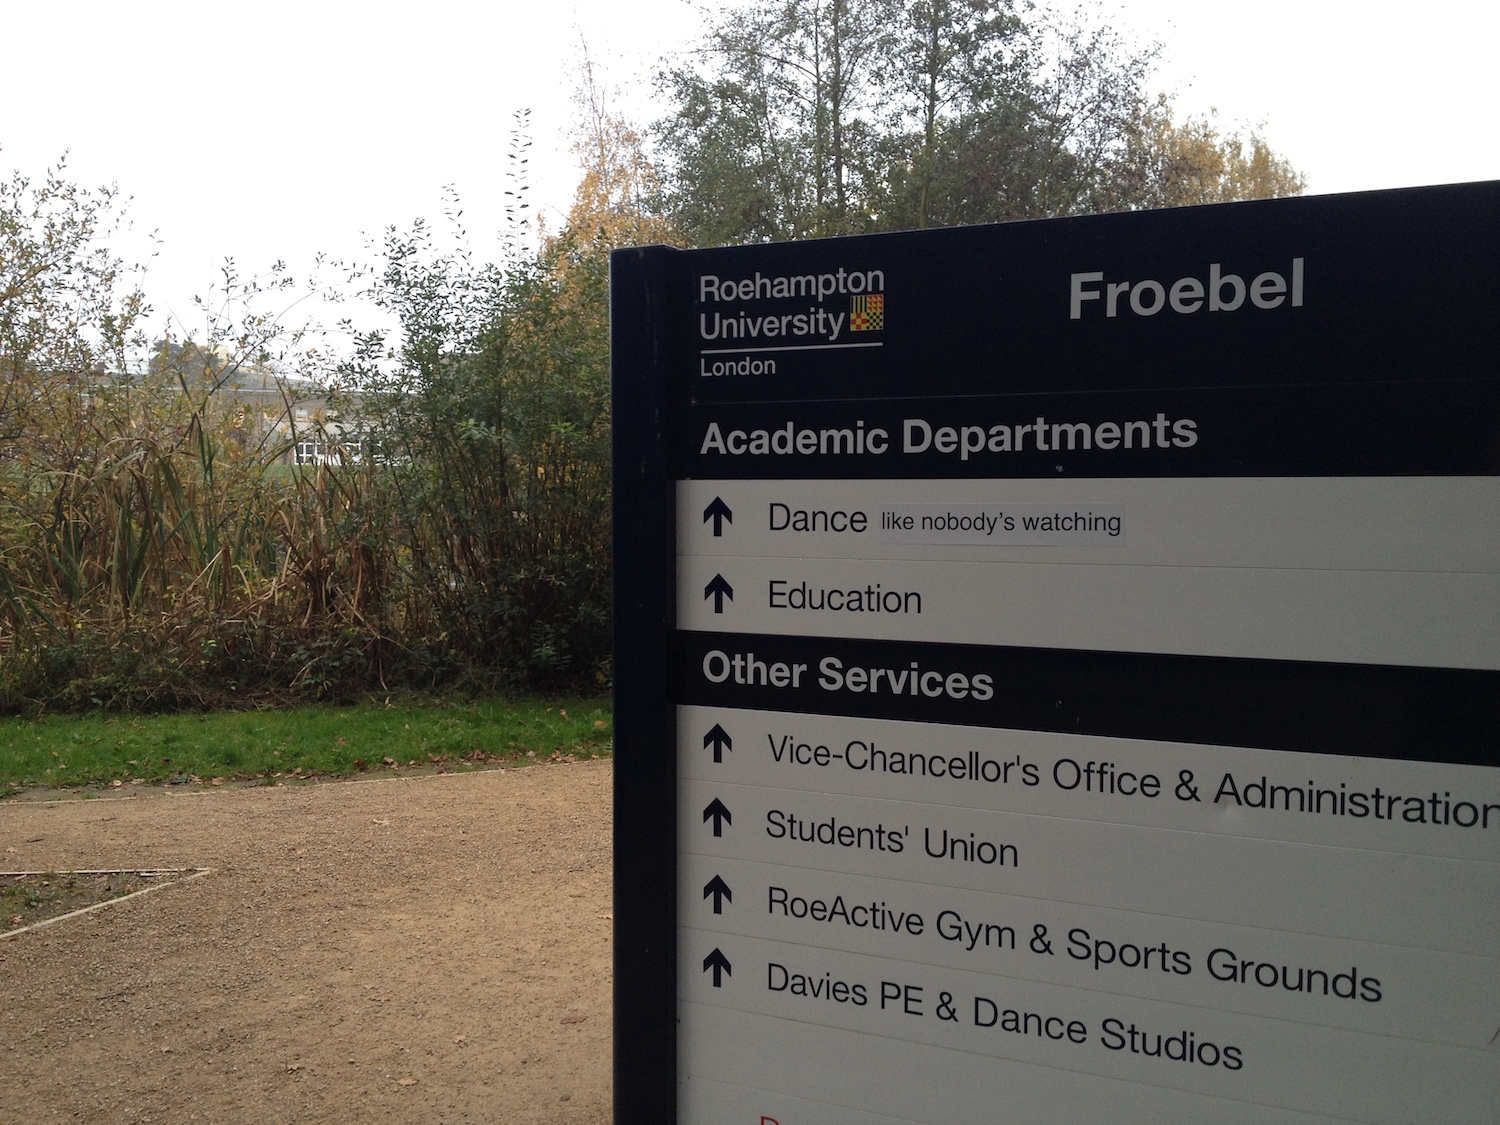 Roehampton
University
London
Froebel
Academic Departments
Dance like nobody's watching
Education
Other Services
Vice-Chancellor's Office & Administration
Students' Union
RoeActive Gym & Sports Grounds
Davies PE & Dance Studios